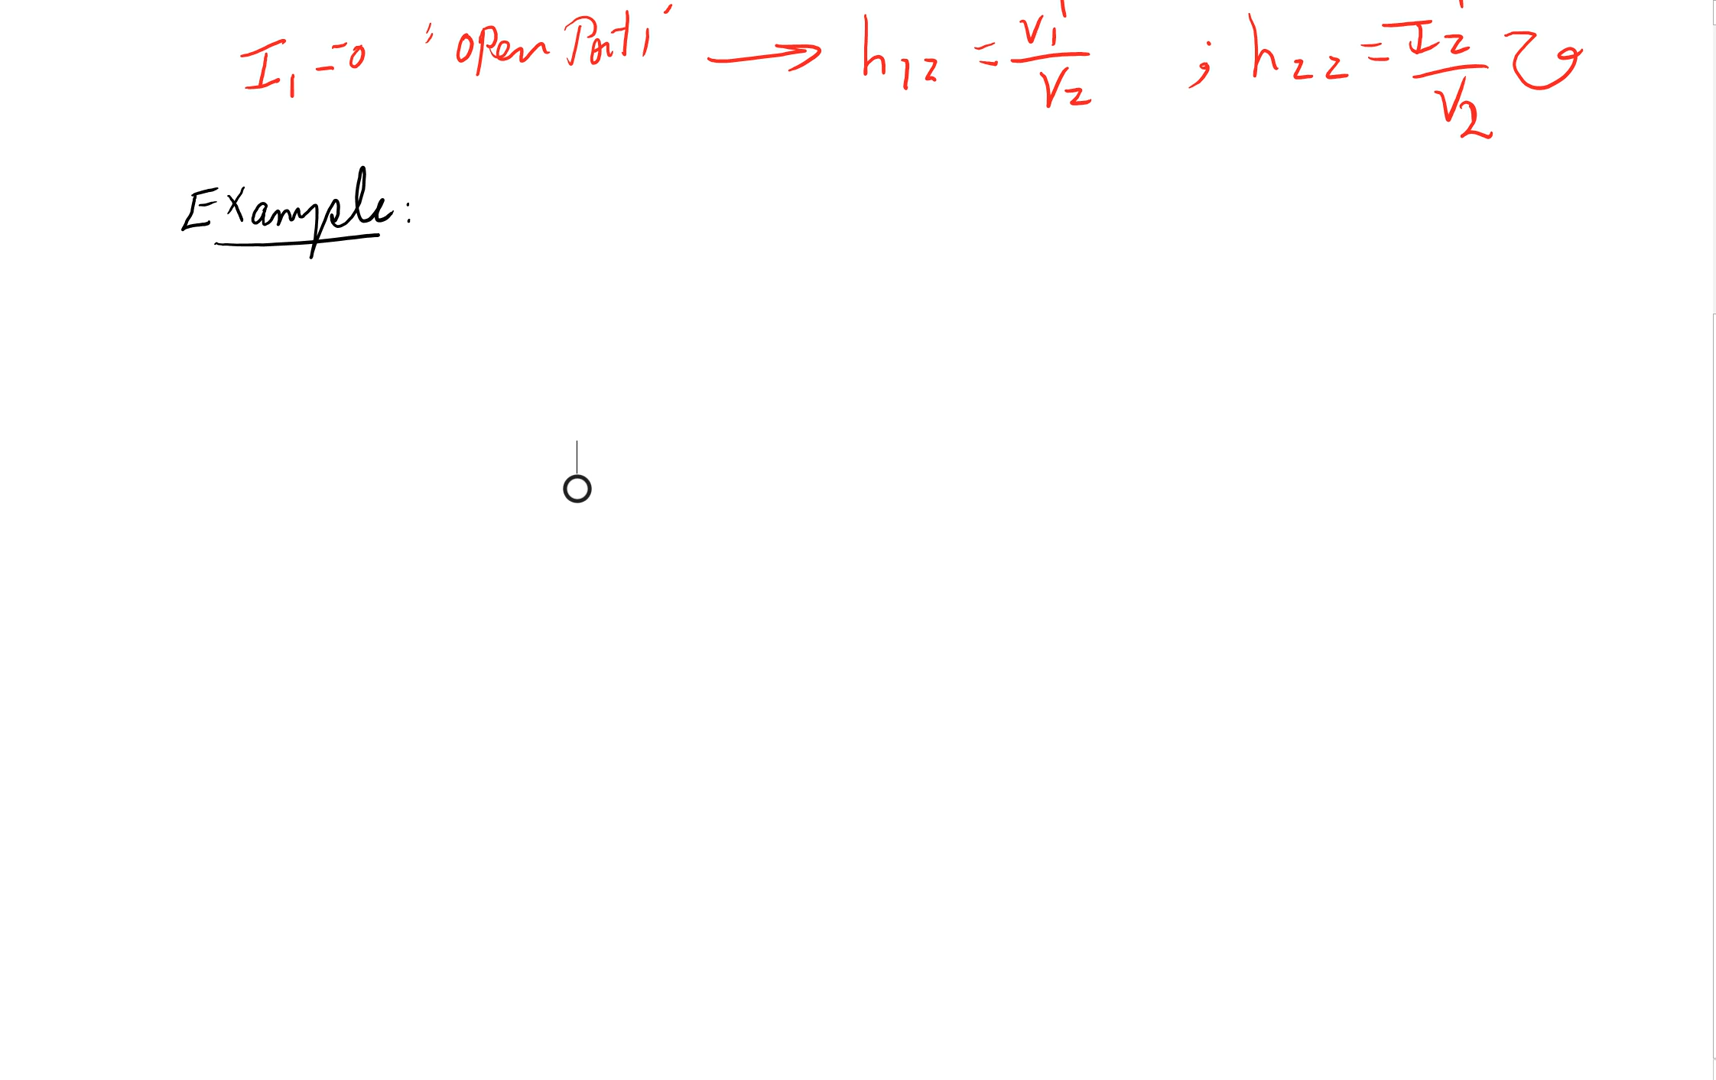 I₁ = 0 "open Port 1" → h₁₂ = V₁/V₂ ; h₂₂ = I₂/V₂ ℧
Example: